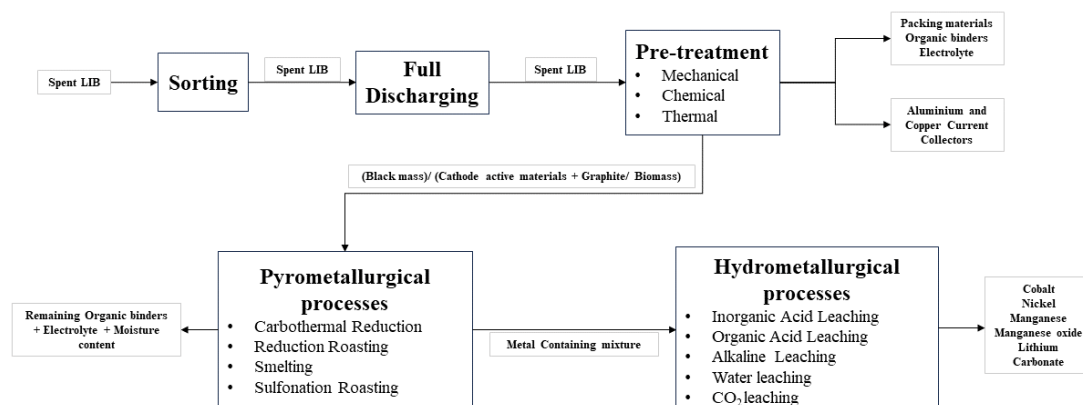 Spent LIB
Sorting
Spent LIB
Full
Discharging
Spent LIB
Pre-treatment
• Mechanical
• Chemical
• Thermal
Packing materials
Organic binders
Electrolyte
Aluminium and
Copper Current
Collectors
(Black mass)/ (Cathode active materials + Graphite/ Biomass)
Pyrometallurgical
processes
• Carbothermal Reduction
• Reduction Roasting
• Smelting
• Sulfonation Roasting
Remaining Organic binders
+ Electrolyte + Moisture
content
Metal Containing mixture
Hydrometallurgical
processes
• Inorganic Acid Leaching
• Organic Acid Leaching
• Alkaline Leaching
• Water leaching
• CO₂ leaching
Cobalt
Nickel
Manganese
Manganese oxide
Lithium
Carbonate